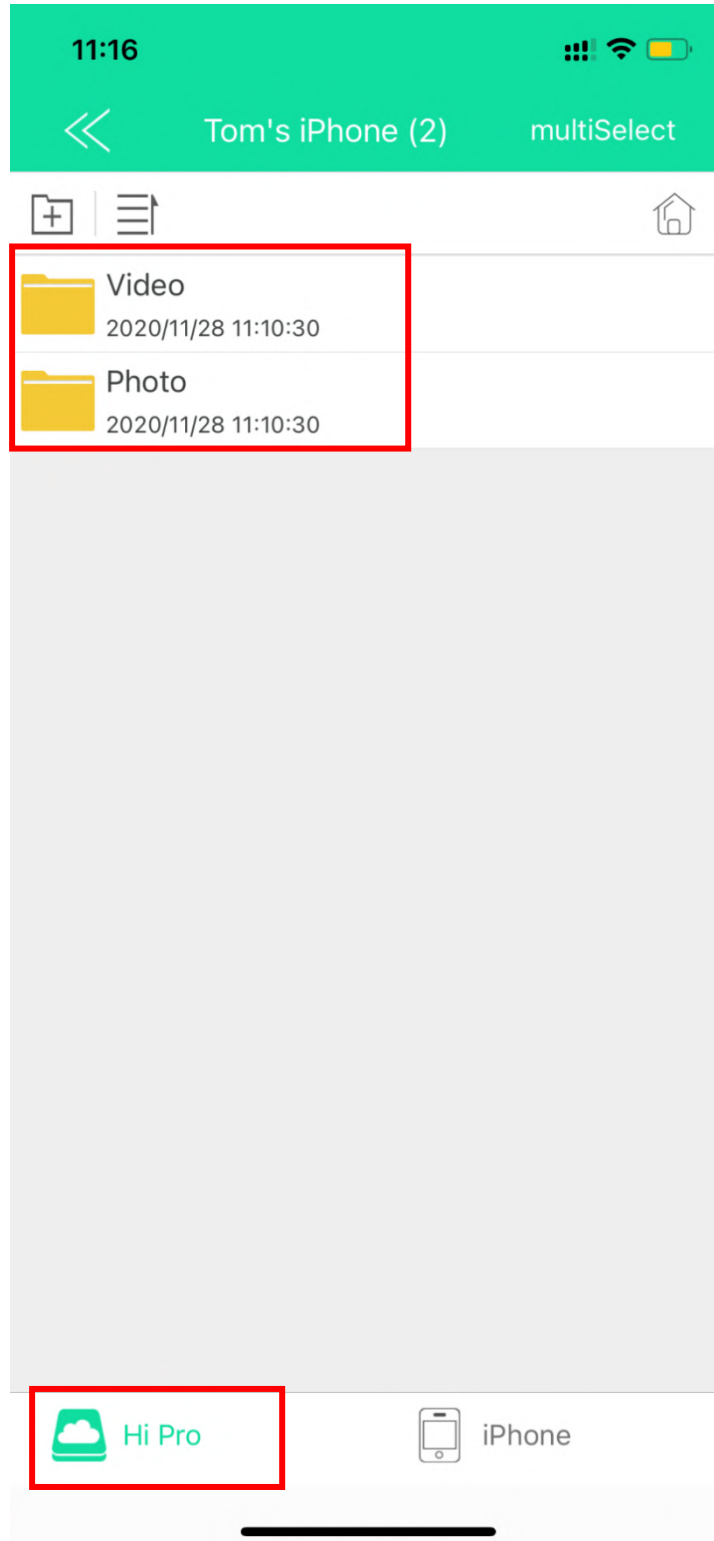 11:16
Tom's iPhone (2) multiSelect
Video
2020/11/28 11:10:30
Photo
2020/11/28 11:10:30
Hi Pro iPhone